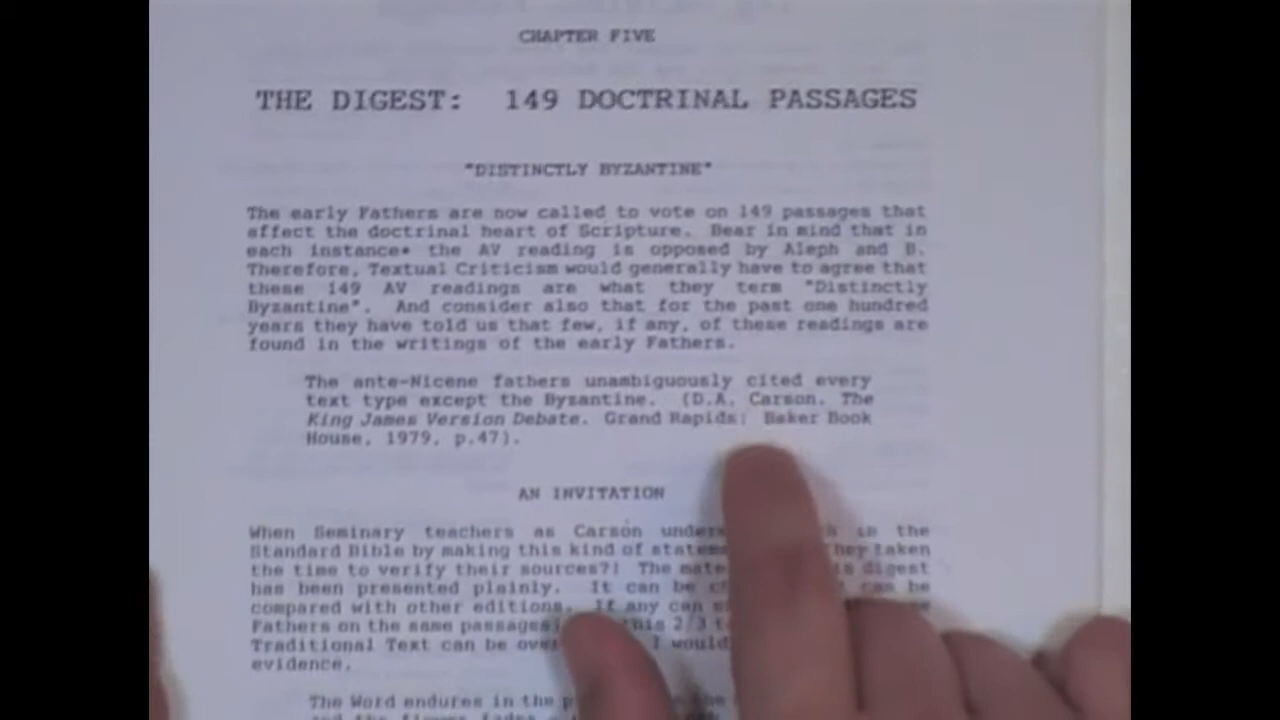 CHAPTER FIVE
THE DIGEST: 149 DOCTRINAL PASSAGES
"DISTINCTLY BYZANTINE"
The early Fathers are now called to vote on 149 passages that
affect the doctrinal heart of Scripture. Bear in mind that in
each instance* the AV reading is opposed by Aleph and B.
Therefore, Textual Criticism would generally have to agree that
these 149 AV readings are what they term "Distinctly
Byzantine". And consider also that for the past one hundred
years they have told us that few, if any, of these readings are
found in the writings of the early Fathers.
The ante-Nicene fathers unambiguously cited every
text type except the Byzantine. (D.A. Carson. The
King James Version Debate. Grand Rapids: Baker Book
House, 1979, p.47).
AN INVITATION
When Seminary teachers as Carson in the
Standard Bible by making this kind of they taken
the time to verify their sources?! The digest
has been presented plainly. It can be can be
compared with other editions. If any can
Fathers on the same passages this 2/3
Traditional Text can be I would
evidence.
The Word endures in the the
and the flower fades